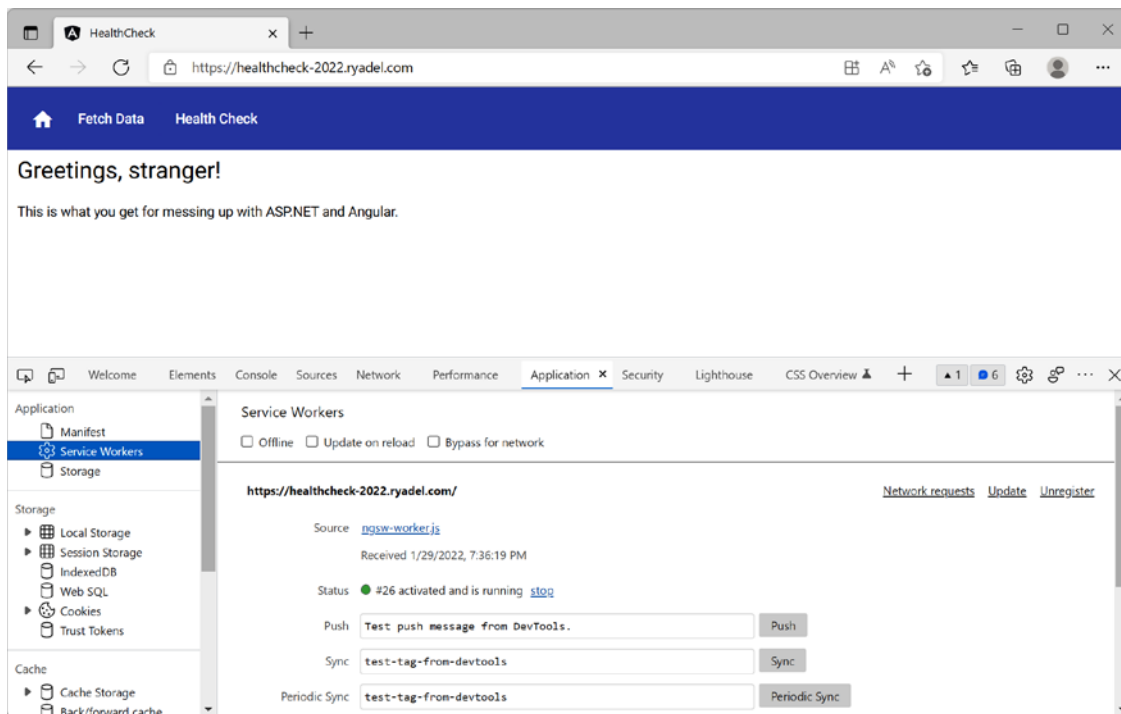 HealthCheck
https://healthcheck-2022.ryadel.com
Fetch Data Health Check
Greetings, stranger!
This is what you get for messing up with ASP.NET and Angular.
Welcome Elements Console Sources Network Performance Application Security Lighthouse CSS Overview 1 6
Application
Manifest
Service Workers
Storage
Storage
Local Storage
Session Storage
IndexedDB
Web SQL
Cookies
Trust Tokens
Cache
Cache Storage
Back/forward cache
Service Workers
Offline Update on reload Bypass for network
https://healthcheck-2022.ryadel.com/ Network requests Update Unregister
Source ngsw-worker.js
Received 1/29/2022, 7:36:19 PM
Status #26 activated and is running stop
Push Test push message from DevTools. Push
Sync test-tag-from-devtools Sync
Periodic Sync test-tag-from-devtools Periodic Sync